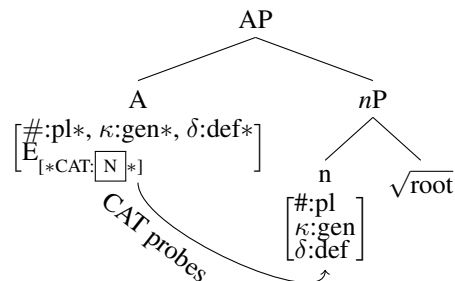 AP
A
nP
[#:pl∗, κ:gen∗, δ:def∗]
E[∗CAT: N ∗]
n
√root
[#:pl
κ:gen
δ:def]
CAT probes